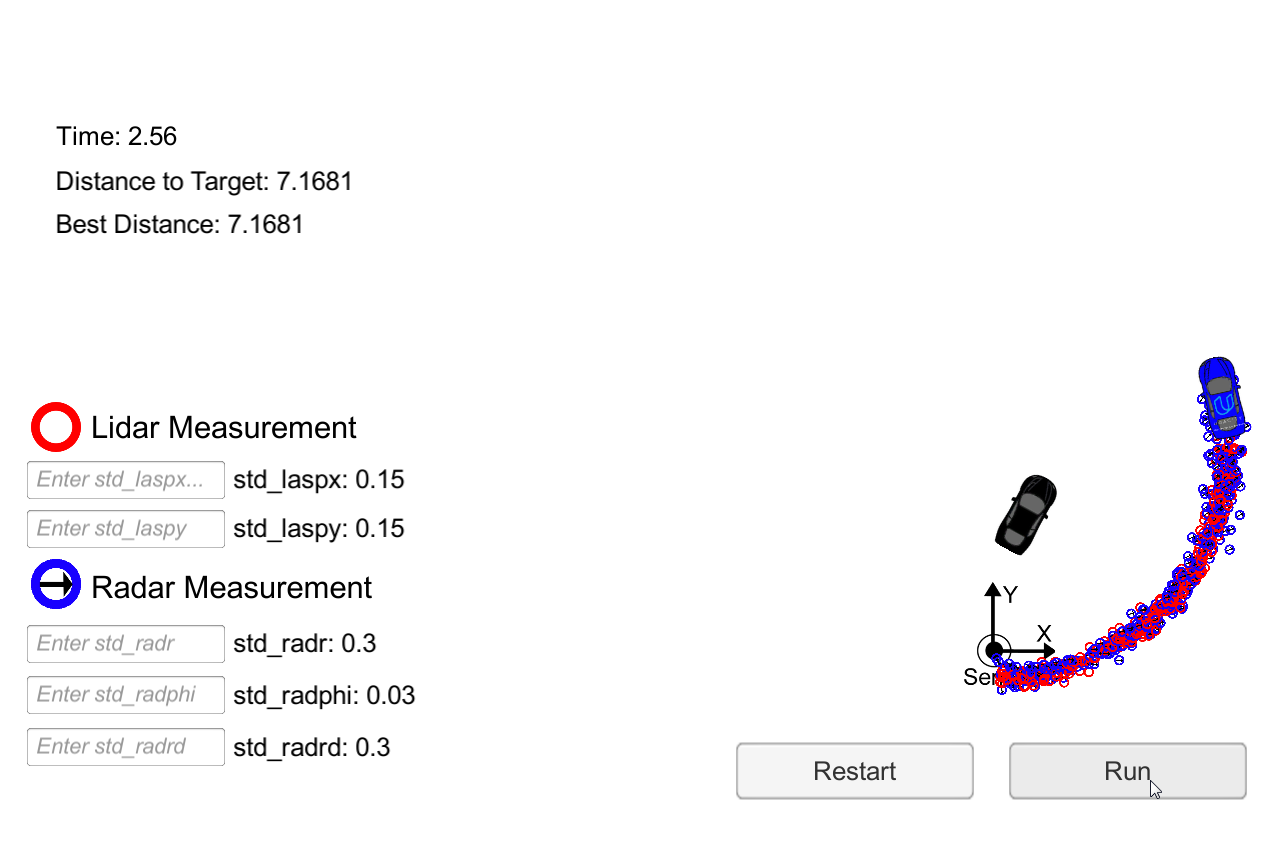 Time: 2.56
Distance to Target: 7.1681
Best Distance: 7.1681
Lidar Measurement
Enter std_laspx... std_laspx: 0.15
Enter std_laspy std_laspy: 0.15
Radar Measurement
Enter std_radr std_radr: 0.3
Enter std_radphi std_radphi: 0.03
Enter std_radrd std_radrd: 0.3
Y
X
Restart Run